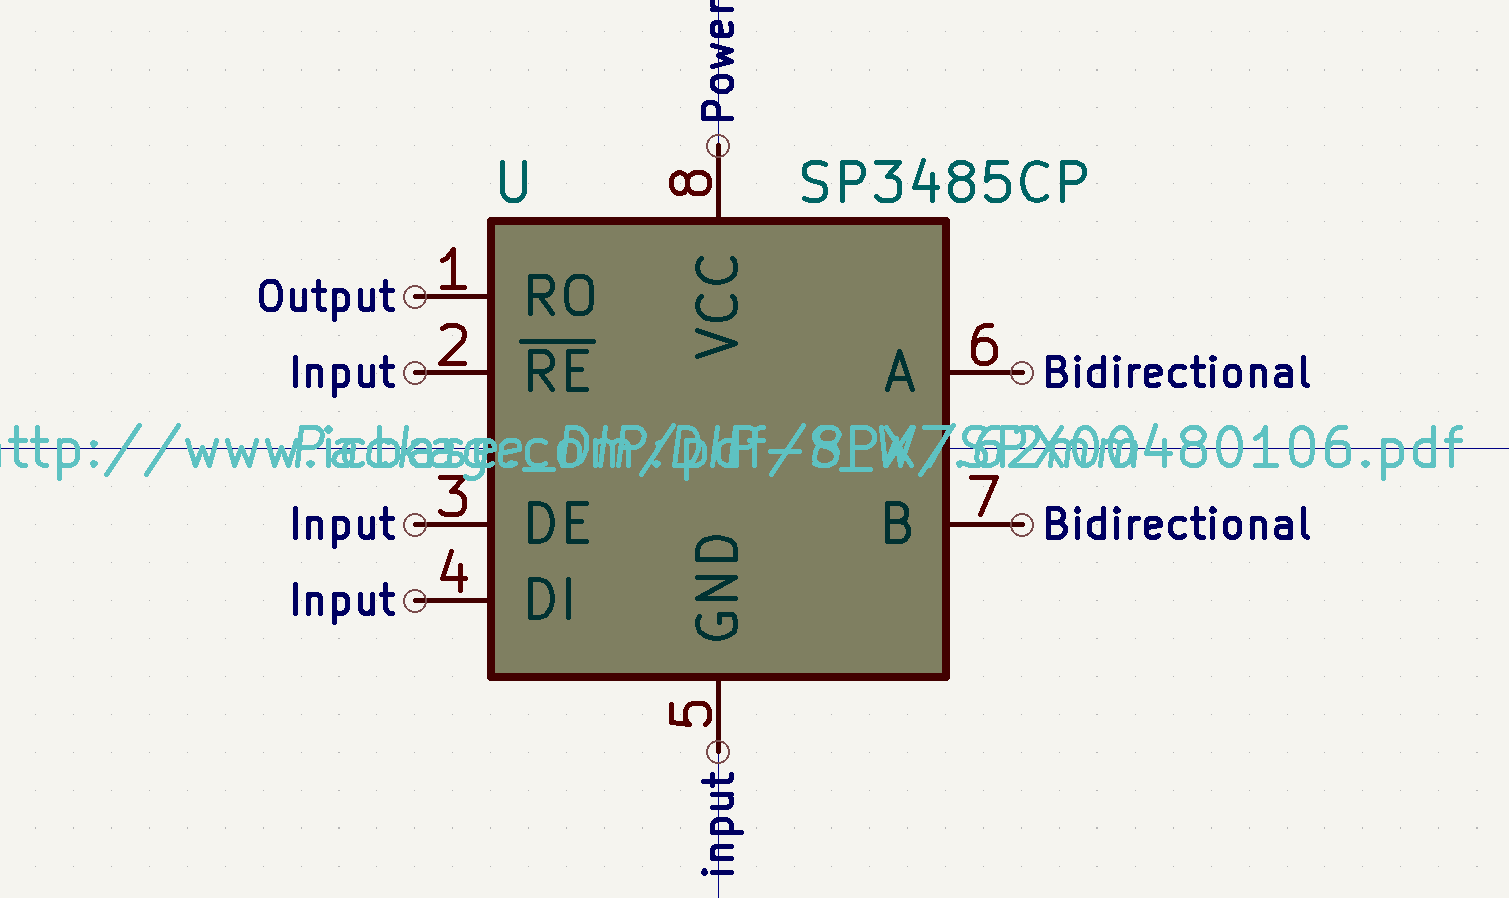 Power
8
U
SP3485CP
VCC
Output
1
RO
Input
2
RE
A
6
Bidirectional
Input
3
DE
B
7
Bidirectional
Input
4
DI
GND
5
input